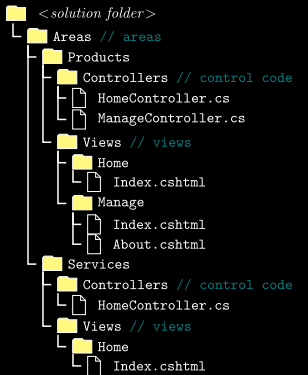 <solution folder>
Areas // areas
Products
Controllers // control code
HomeController.cs
ManageController.cs
Views // views
Home
Index.cshtml
Manage
Index.cshtml
About.cshtml
Services
Controllers // control code
HomeController.cs
Views // views
Home
Index.cshtml